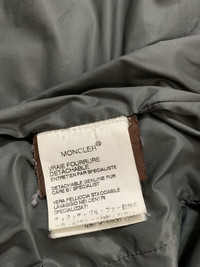 MONCLER®
VRAIE FOURRURE
DETACHABLE
ENTRETIEN PAR SPECIALIST
DETACHABLE GENUINE FUR
CARE BY SPECIALIST
VERA PELLICCIA STACCABILE
LAVAGGIO NEI CENTRI
SPECIALIZZATI